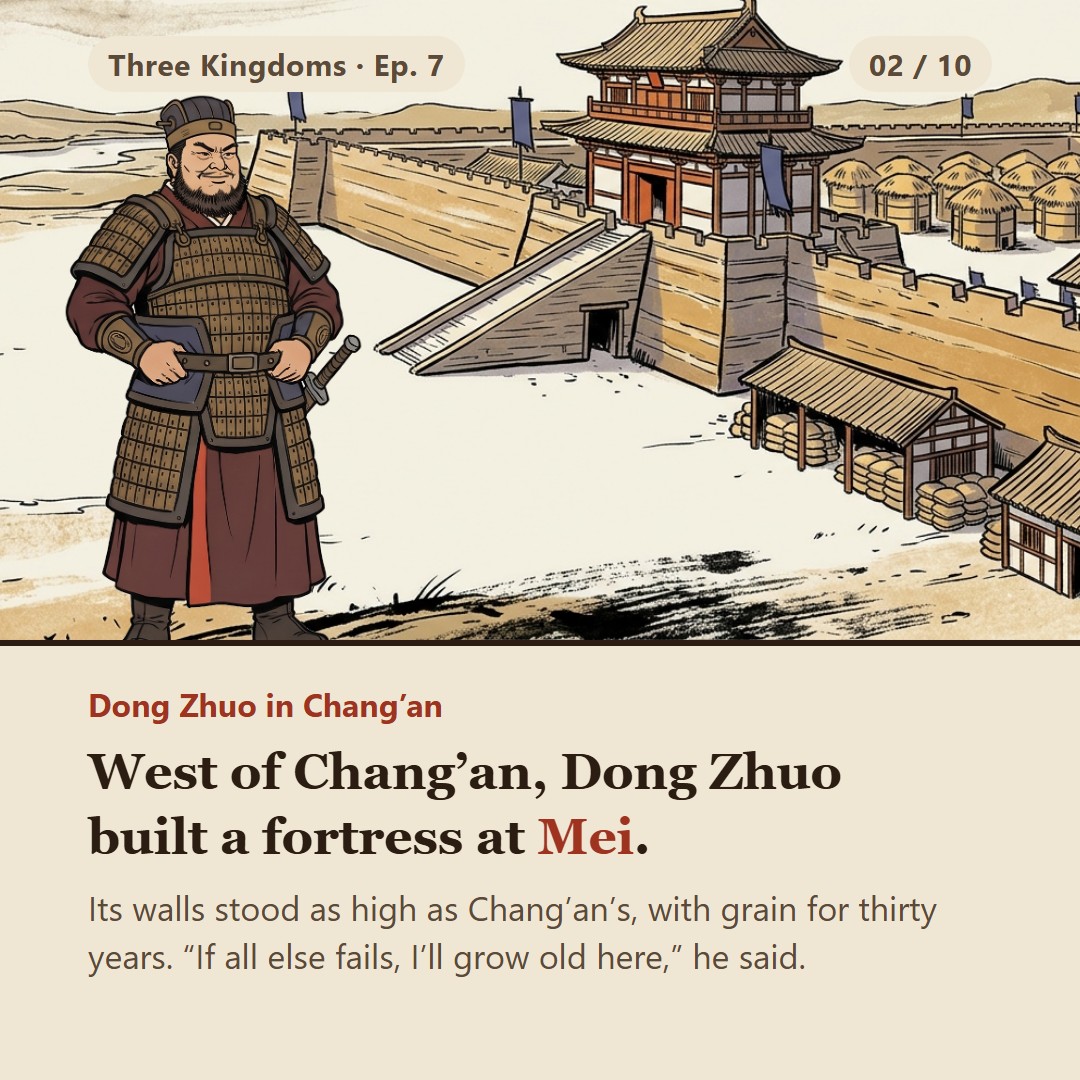 Three Kingdoms · Ep. 7
02 / 10
Dong Zhuo in Chang’an
West of Chang’an, Dong Zhuo
built a fortress at Mei.
Its walls stood as high as Chang’an’s, with grain for thirty
years. “If all else fails, I’ll grow old here,” he said.